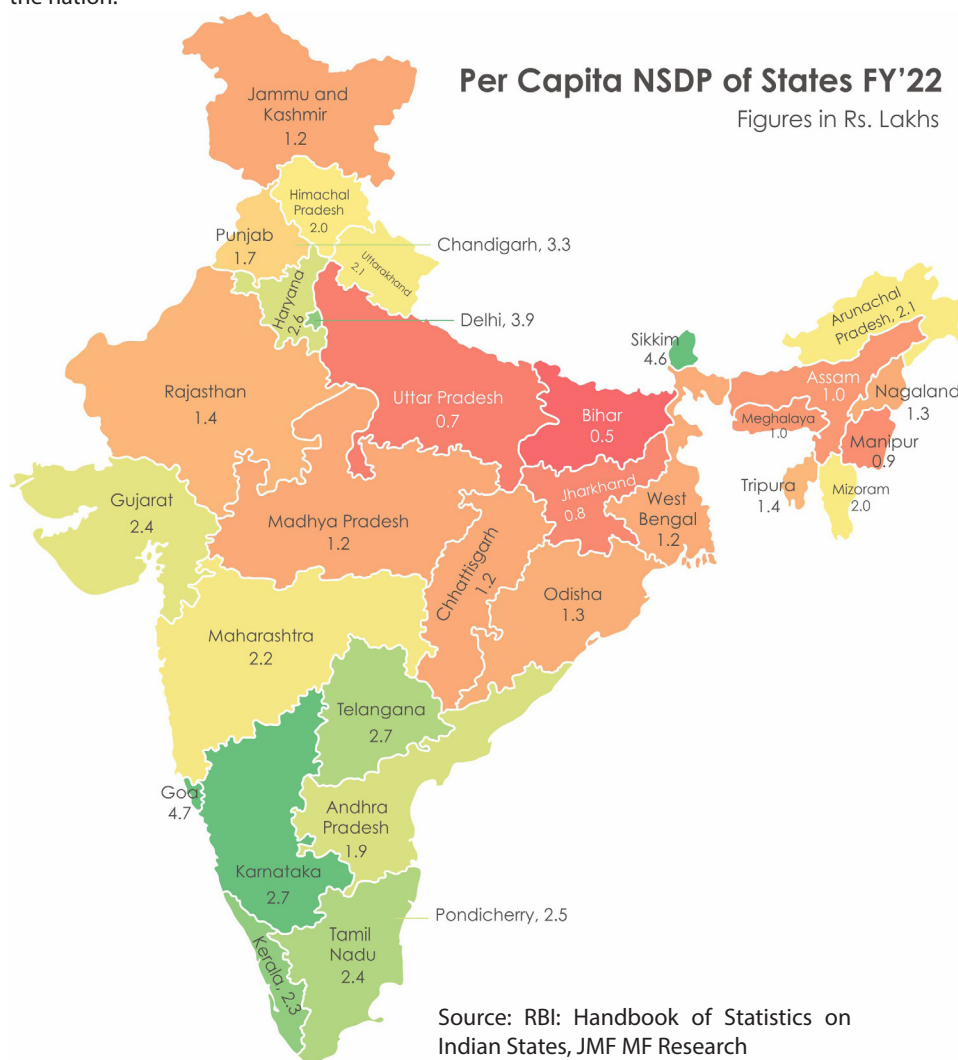 the nation.
Per Capita NSDP of States FY’22
Figures in Rs. Lakhs
Jammu and
Kashmir
1.2
Himachal
Pradesh
2.0
Punjab
1.7
Chandigarh, 3.3
Uttarakhand
2.1
Haryana
2.6
Delhi, 3.9
Arunachal
Pradesh, 2.1
Sikkim
4.6
Rajasthan
1.4
Uttar Pradesh
0.7
Bihar
0.5
Assam
1.0
Nagaland
1.3
Meghalaya
1.0
Manipur
0.9
Tripura
1.4
Mizoram
2.0
Gujarat
2.4
Madhya Pradesh
1.2
Jharkhand
0.8
West
Bengal
1.2
Chhattisgarh
1.2
Odisha
1.3
Maharashtra
2.2
Telangana
2.7
Goa
4.7
Andhra
Pradesh
1.9
Karnataka
2.7
Pondicherry, 2.5
Tamil
Nadu
2.4
Kerala, 2.3
Source: RBI: Handbook of Statistics on
Indian States, JMF MF Research